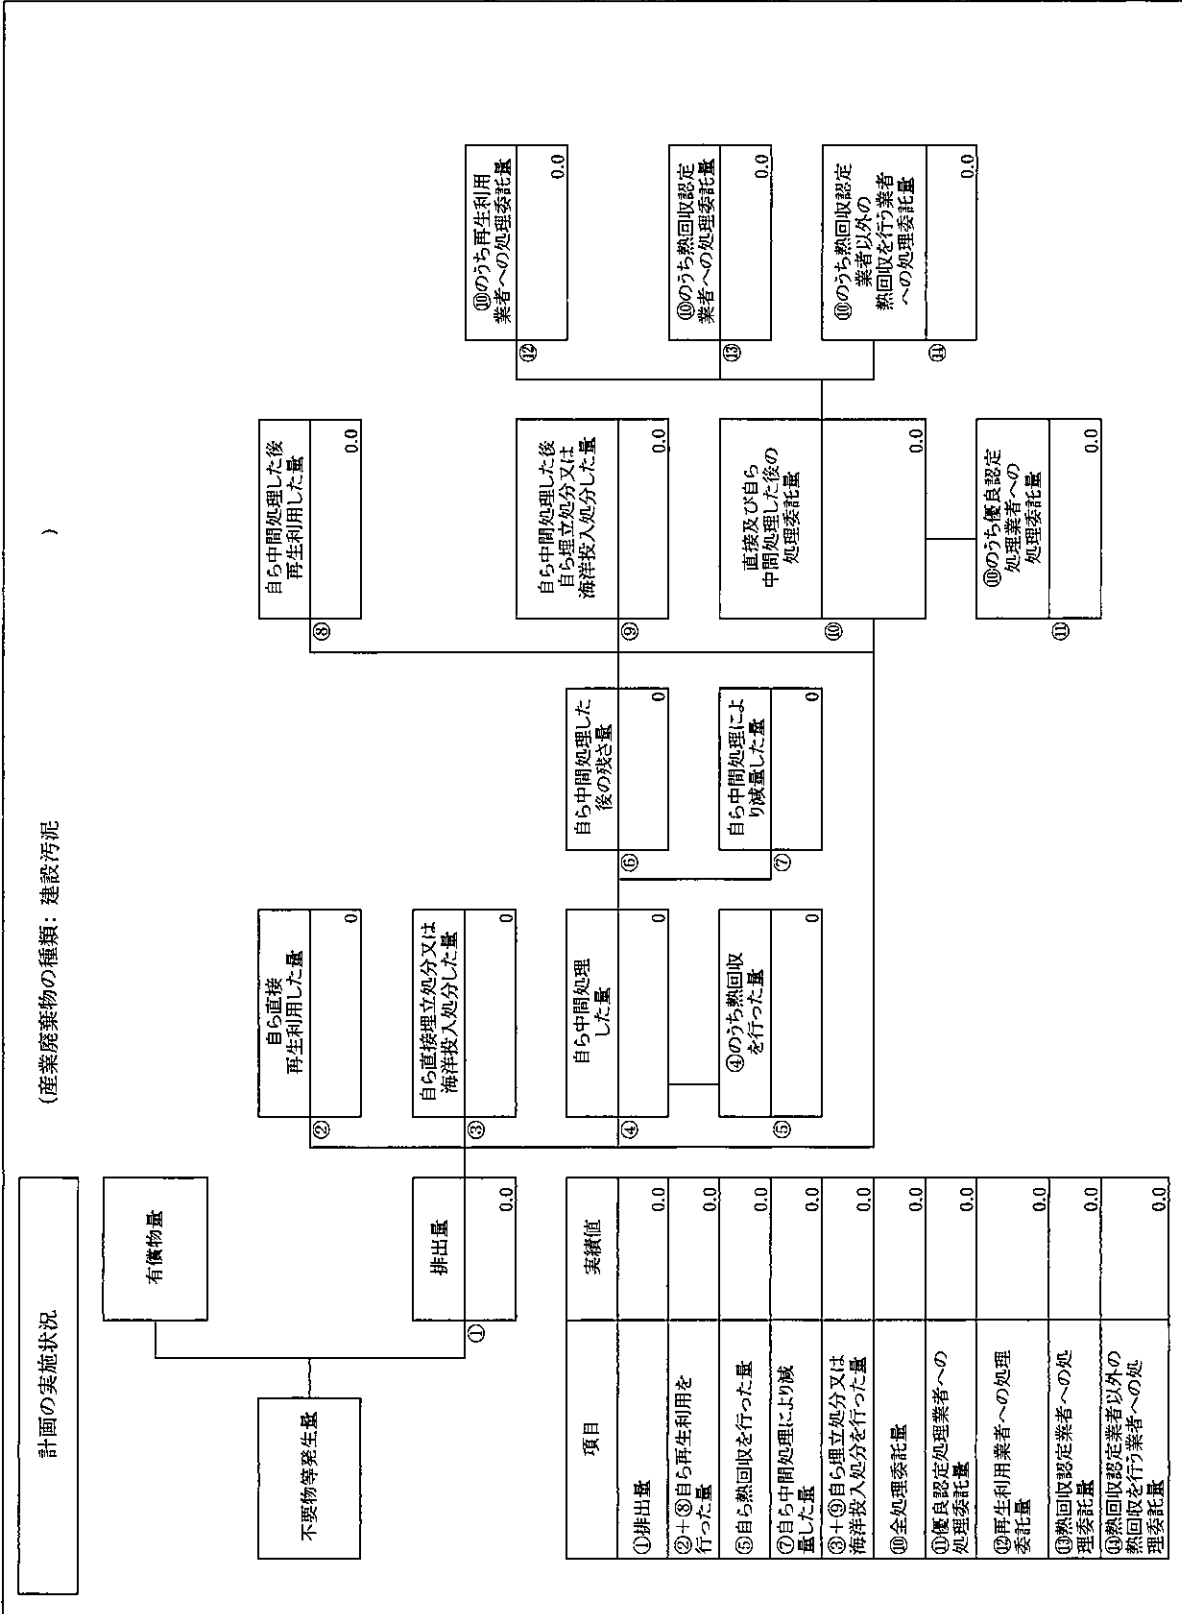 計画の実施状況
(産業廃棄物の種類： 建設汚泥 )
不要物等発生量
有償物量
排出量
①
0.0
自ら直接
再生利用した量
②
0
自ら直接埋立処分又は
海洋投入処分した量
③
0
自ら中間処理
した量
④
0
④のうち熱回収
を行った量
⑤
0
自ら中間処理した
後の残さ量
⑥
0
自ら中間処理によ
り減量した量
⑦
0
自ら中間処理した後
再生利用した量
⑧
0.0
自ら中間処理した後
自ら埋立処分又は
海洋投入処分した量
⑨
0.0
直接及び自ら
中間処理した後の
処理委託量
⑩
0.0
⑩のうち優良認定
処理業者への
処理委託量
⑪
0.0
⑩のうち再生利用
業者への処理委託量
⑫
0.0
⑩のうち熱回収認定
業者への処理委託量
⑬
0.0
⑩のうち熱回収認定
業者以外の
熱回収を行う業者
への処理委託量
⑭
0.0
項目 実績値
①排出量 0.0
②+⑧自ら再生利用を
行った量 0.0
⑤自ら熱回収を行った量 0.0
⑦自ら中間処理により減
量した量 0.0
③+⑨自ら埋立処分又は
海洋投入処分を行った量 0.0
⑩全処理委託量 0.0
⑪優良認定処理業者への
処理委託量 0.0
⑫再生利用業者への処理
委託量 0.0
⑬熱回収認定業者への処
理委託量 0.0
⑭熱回収認定業者以外の
熱回収を行う業者への処
理委託量 0.0